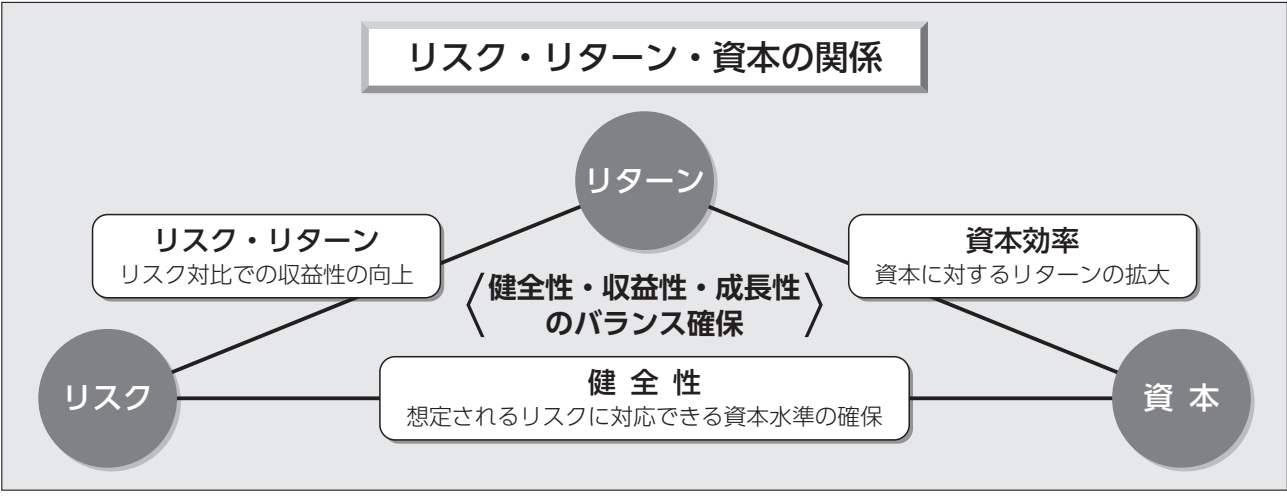 リスク・リターン・資本の関係
リターン
リスク・リターン
リスク対比での収益性の向上
資本効率
資本に対するリターンの拡大
〈健全性・収益性・成長性
のバランス確保〉
リスク
健全性
想定されるリスクに対応できる資本水準の確保
資本